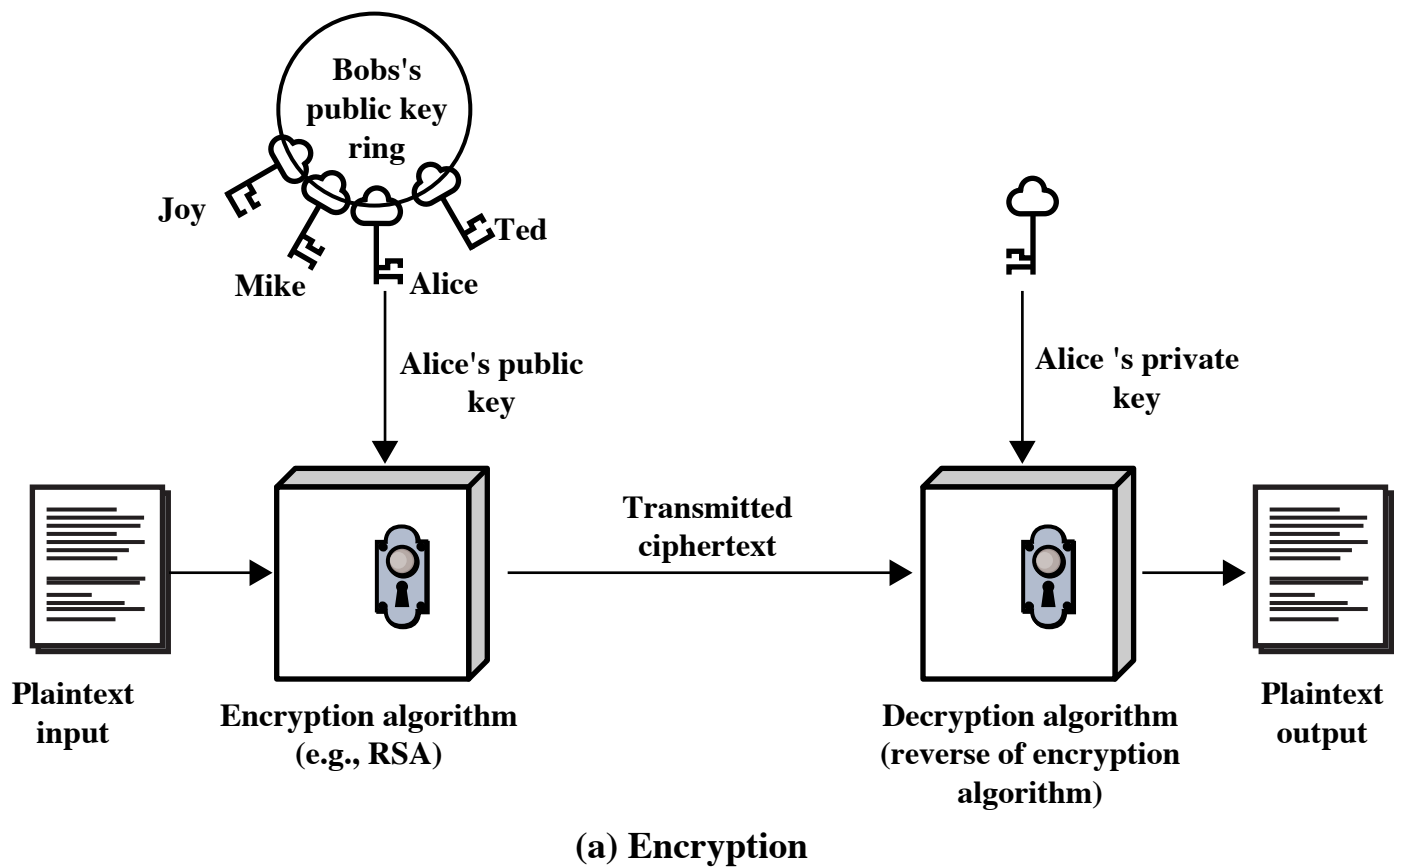 Bobs's
public key
ring
Joy
Ted
Mike
Alice
Alice's public
key
Alice 's private
key
Transmitted
ciphertext
Plaintext
input
Encryption algorithm
(e.g., RSA)
Decryption algorithm
(reverse of encryption
algorithm)
Plaintext
output
(a) Encryption